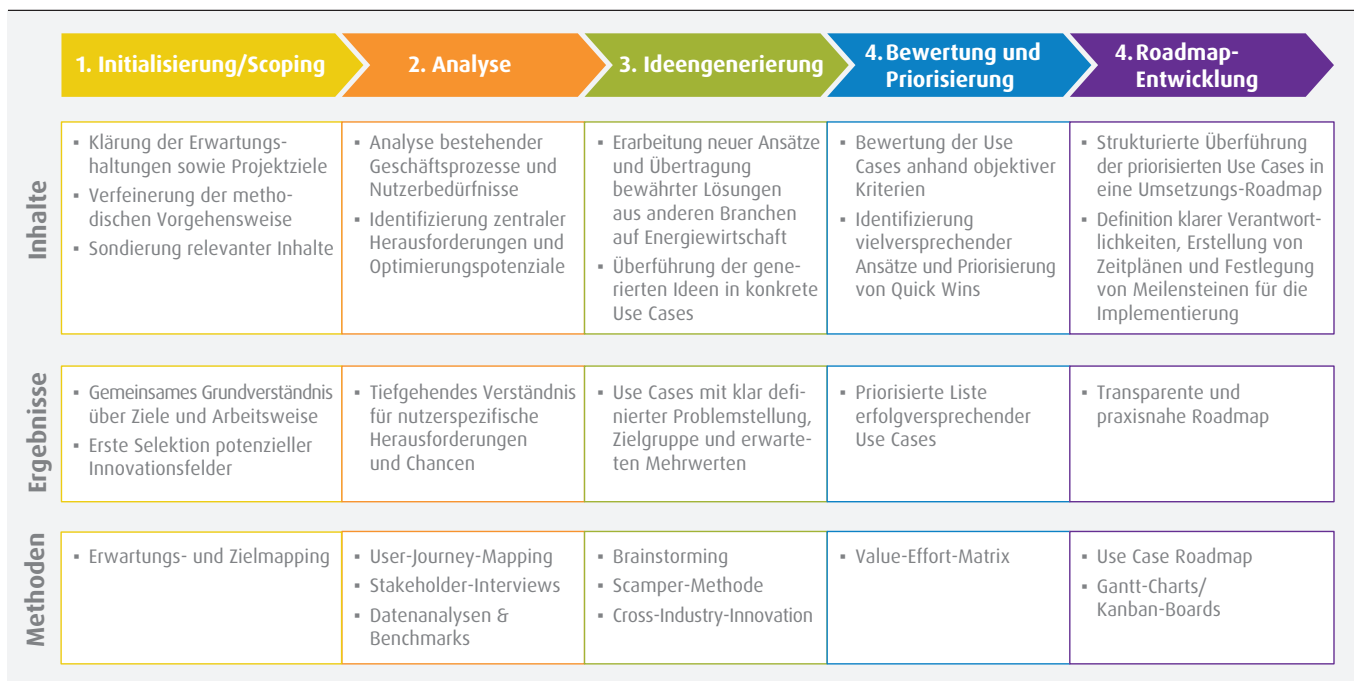 1. Initialisierung/Scoping
2. Analyse
3. Ideengenerierung
4. Bewertung und
Priorisierung
4. Roadmap-
Entwicklung
Inhalte
▪ Klärung der Erwartungs-
haltungen sowie Projektziele
▪ Verfeinerung der metho-
dischen Vorgehensweise
▪ Sondierung relevanter Inhalte
▪ Analyse bestehender
Geschäftsprozesse und
Nutzerbedürfnisse
▪ Identifizierung zentraler
Herausforderungen und
Optimierungspotenziale
▪ Erarbeitung neuer Ansätze
und Übertragung
bewährter Lösungen
aus anderen Branchen
auf Energiewirtschaft
▪ Überführung der gene-
rierten Ideen in konkrete
Use Cases
▪ Bewertung der Use
Cases anhand objektiver
Kriterien
▪ Identifizierung
vielversprechender
Ansätze und Priorisierung
von Quick Wins
▪ Strukturierte Überführung
der priorisierten Use Cases in
eine Umsetzungs-Roadmap
▪ Definition klarer Verantwort-
lichkeiten, Erstellung von
Zeitplänen und Festlegung
von Meilensteinen für die
Implementierung
Ergebnisse
▪ Gemeinsames Grundverständnis
über Ziele und Arbeitsweise
▪ Erste Selektion potenzieller
Innovationsfelder
▪ Tiefgehendes Verständnis
für nutzerspezifische
Herausforderungen
und Chancen
▪ Use Cases mit klar defi-
nierter Problemstellung,
Zielgruppe und erwarte-
ten Mehrwerten
▪ Priorisierte Liste
erfolgversprechender
Use Cases
▪ Transparente und
praxisnahe Roadmap
Methoden
▪ Erwartungs- und Zielmapping
▪ User-Journey-Mapping
▪ Stakeholder-Interviews
▪ Datenanalysen &
Benchmarks
▪ Brainstorming
▪ Scamper-Methode
▪ Cross-Industry-Innovation
▪ Value-Effort-Matrix
▪ Use Case Roadmap
▪ Gantt-Charts/
Kanban-Boards